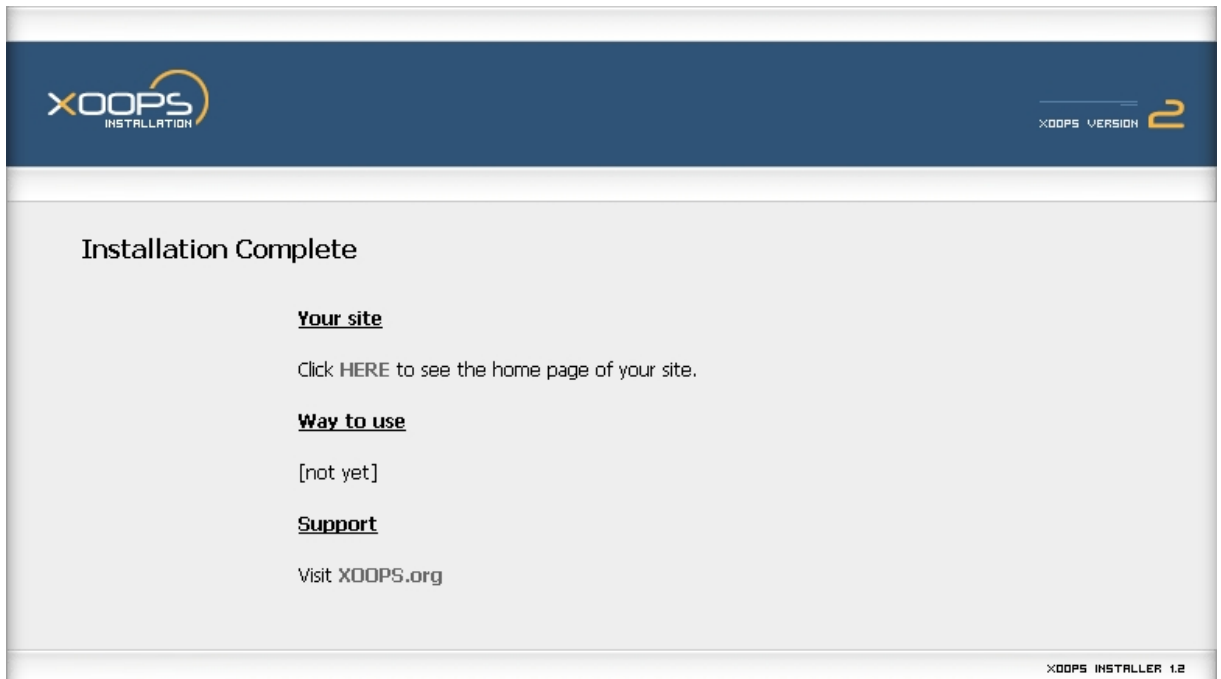 XOOPS
INSTALLATION
XOOPS VERSION 2
Installation Complete
Your site
Click HERE to see the home page of your site.
Way to use
[not yet]
Support
Visit XOOPS.org
XOOPS INSTALLER 1.2